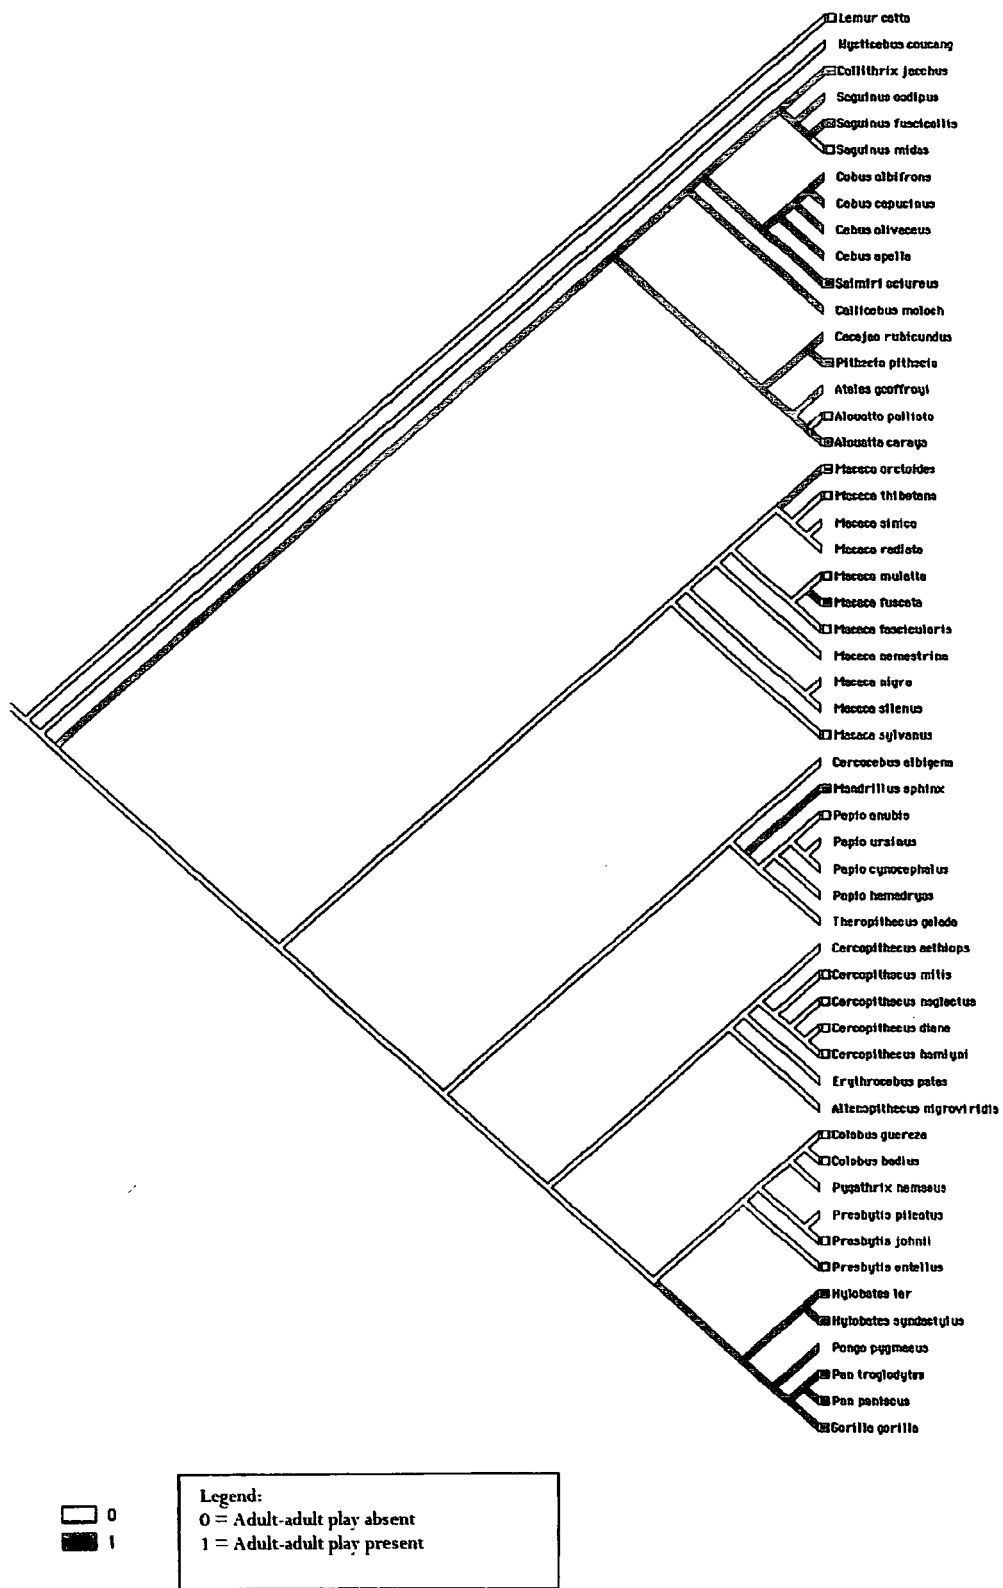 Lemur catta
Nycticebus coucang
Callithrix jacchus
Saguinus oedipus
Saguinus fuscicollis
Saguinus midas
Cebus albifrons
Cebus capucinus
Cebus olivaceus
Cebus apella
Saimiri sciureus
Callicebus moloch
Cacajao rubicundus
Pithecia pithecia
Ateles geoffroyi
Alouatta palliata
Alouatta caraya
Macaca arctoides
Macaca thibetana
Macaca sinica
Macaca radiata
Macaca mulatta
Macaca fuscata
Macaca fascicularis
Macaca nemestrina
Macaca nigra
Macaca silenus
Macaca sylvanus
Cercocebus albigena
Mandrillus sphinx
Papio anubis
Papio ursinus
Papio cynocephalus
Papio hamadryas
Theropithecus gelada
Cercopithecus aethiops
Cercopithecus mitis
Cercopithecus neglectus
Cercopithecus diana
Cercopithecus hamlyni
Erythrocebus patas
Allenopithecus nigroviridis
Colobus guereza
Colobus badius
Pygathrix nemaeus
Presbytis pileatus
Presbytis johnii
Presbytis entellus
Hylobates lar
Hylobates syndactylus
Pongo pygmaeus
Pan troglodytes
Pan paniscus
Gorilla gorilla
0
1
Legend:
0 = Adult-adult play absent
1 = Adult-adult play present